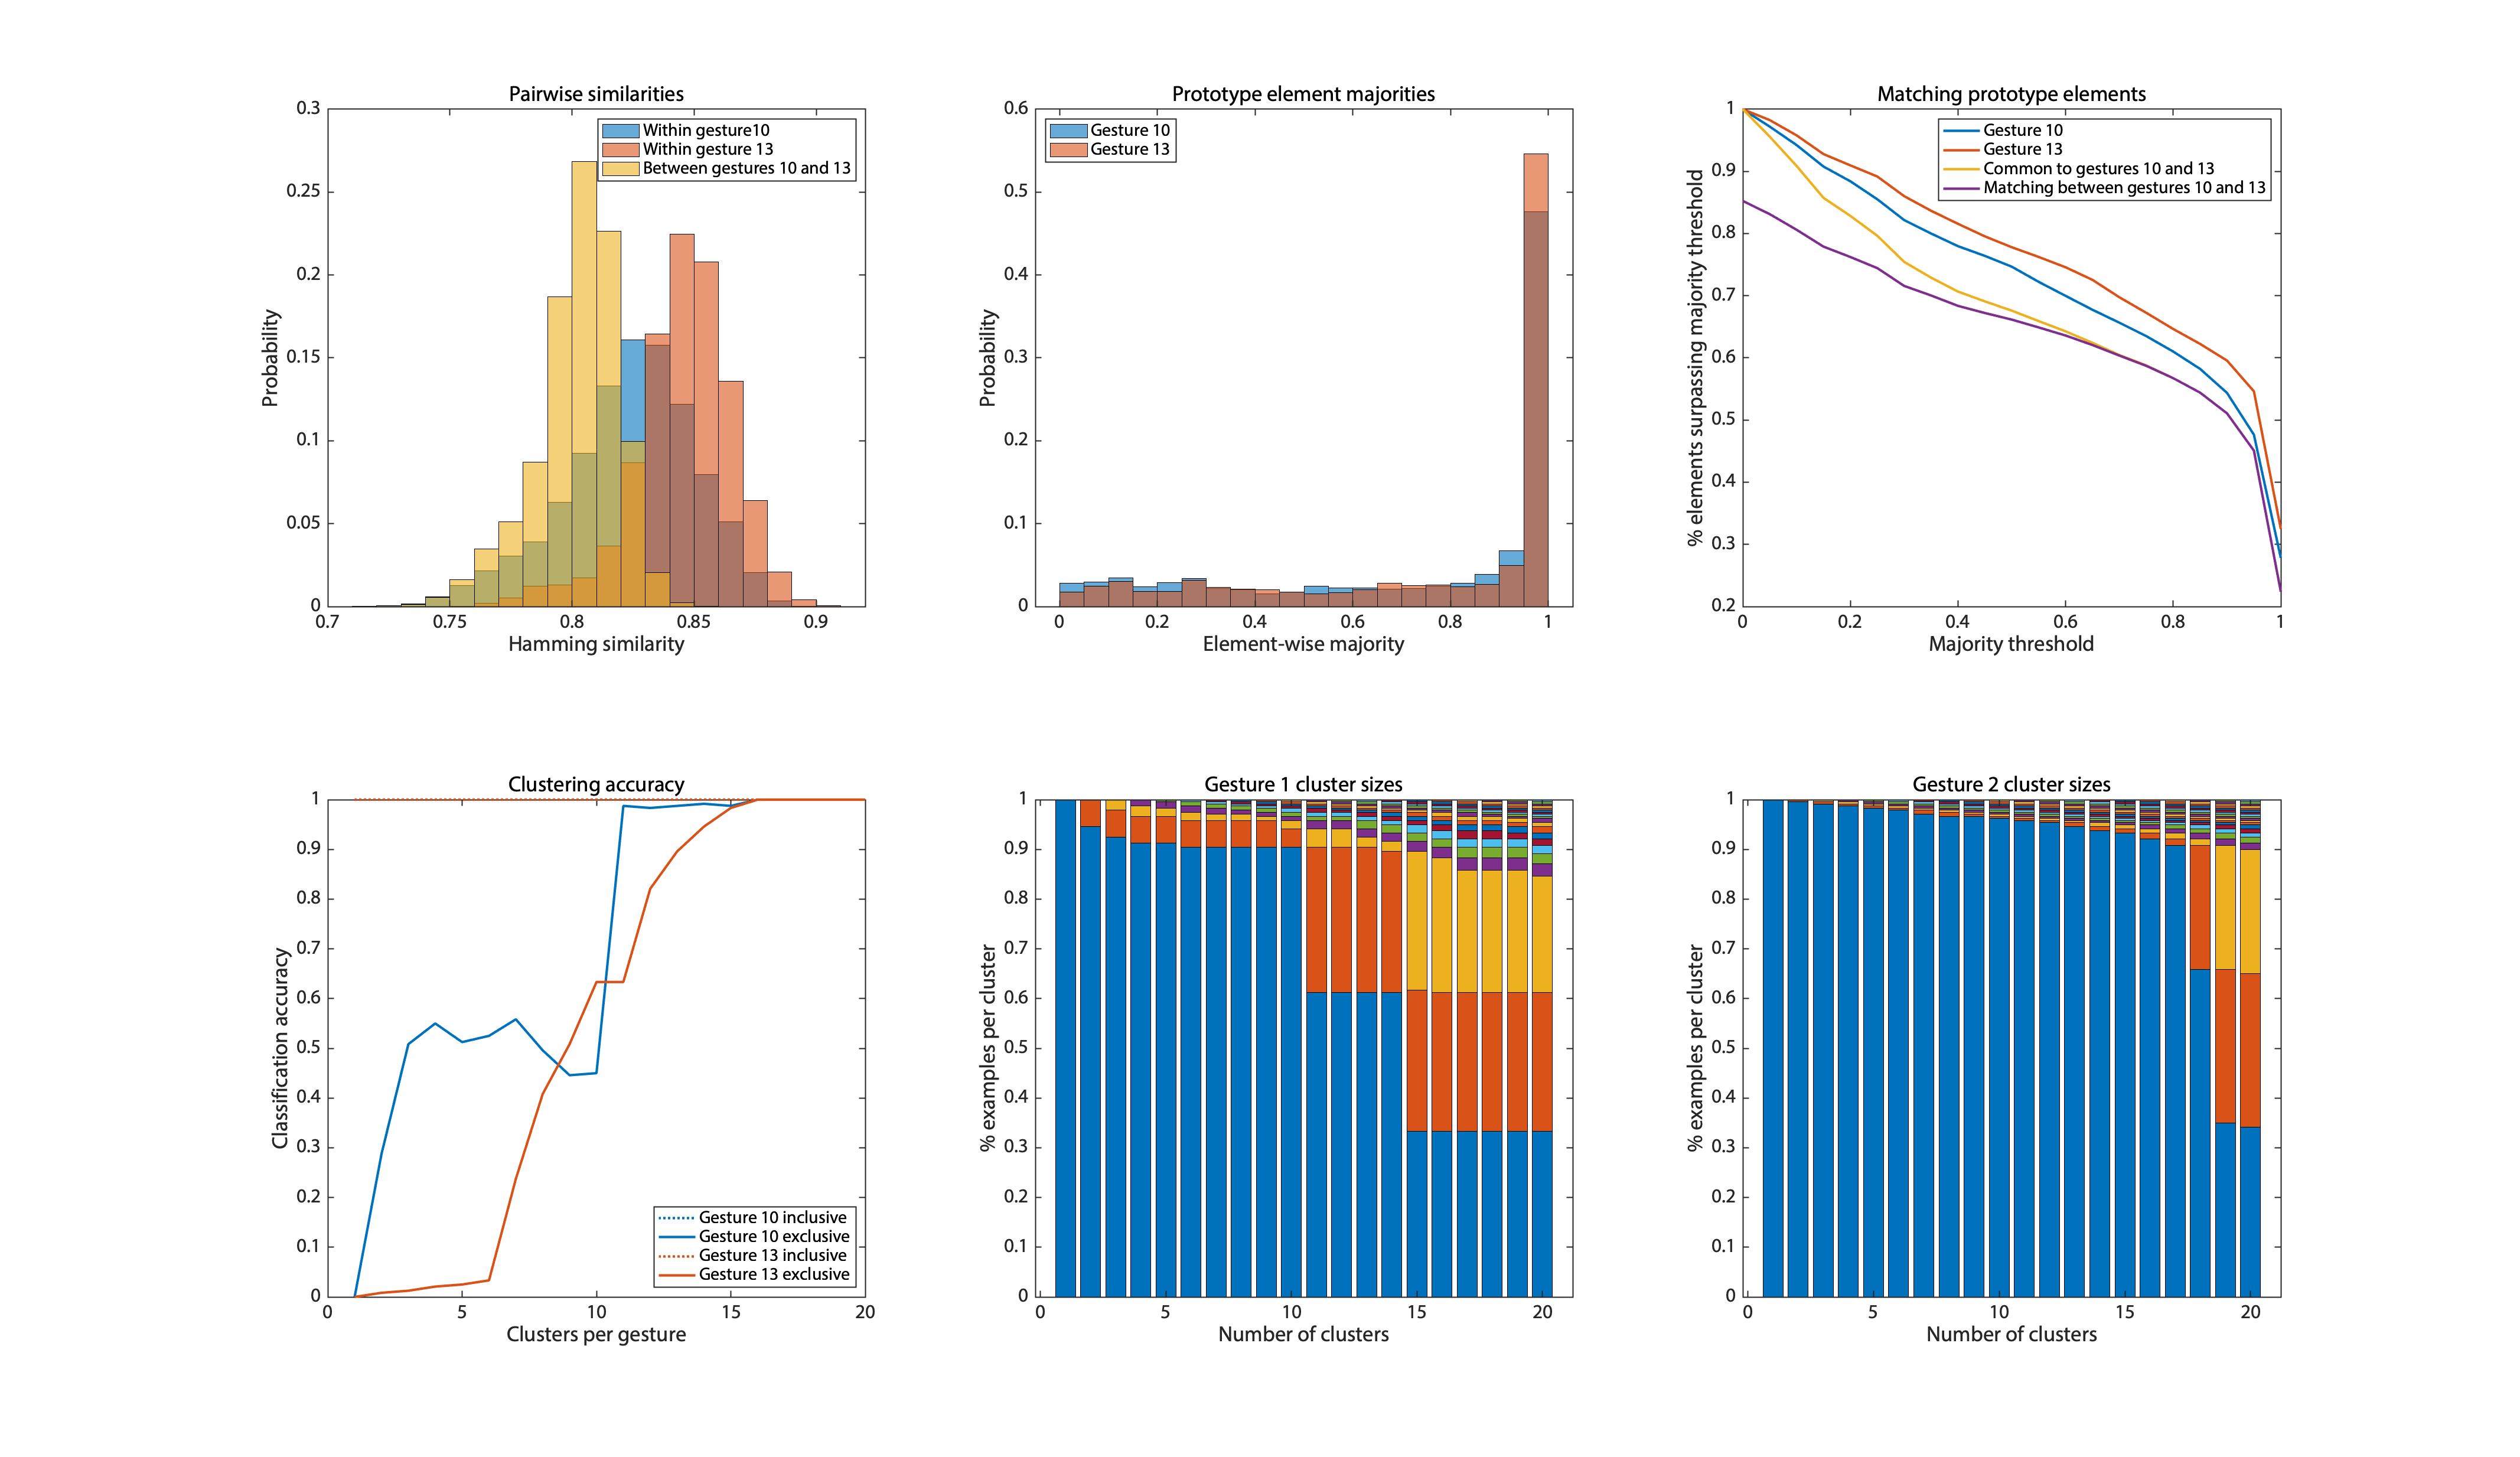 Pairwise similarities
0.3
0.25
0.2
0.15
0.1
0.05
0
0.7
0.75
0.8
0.85
0.9
Probability
Hamming similarity
Within gesture10
Within gesture 13
Between gestures 10 and 13
Prototype element majorities
0.6
0.5
0.4
0.3
0.2
0.1
0
0
0.2
0.4
0.6
0.8
1
Probability
Element-wise majority
Gesture 10
Gesture 13
Matching prototype elements
1
0.9
0.8
0.7
0.6
0.5
0.4
0.3
0.2
0
0.2
0.4
0.6
0.8
1
% elements surpassing majority threshold
Majority threshold
Gesture 10
Gesture 13
Common to gestures 10 and 13
Matching between gestures 10 and 13
Clustering accuracy
1
0.9
0.8
0.7
0.6
0.5
0.4
0.3
0.2
0.1
0
0
5
10
15
20
Classification accuracy
Clusters per gesture
Gesture 10 inclusive
Gesture 10 exclusive
Gesture 13 inclusive
Gesture 13 exclusive
Gesture 1 cluster sizes
1
0.9
0.8
0.7
0.6
0.5
0.4
0.3
0.2
0.1
0
0
5
10
15
20
% examples per cluster
Number of clusters
Gesture 2 cluster sizes
1
0.9
0.8
0.7
0.6
0.5
0.4
0.3
0.2
0.1
0
0
5
10
15
20
% examples per cluster
Number of clusters